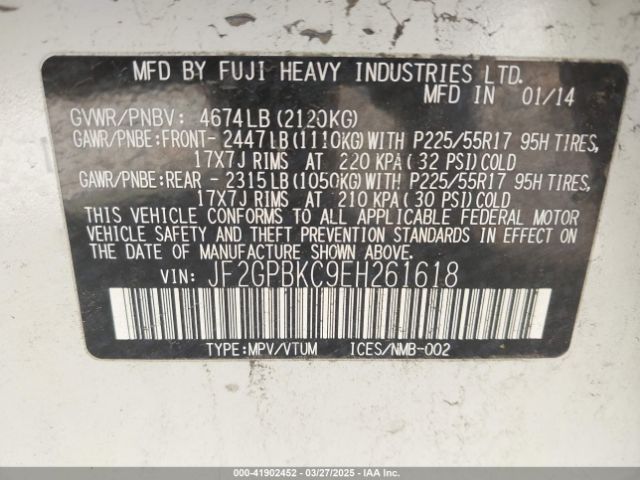 MFD BY FUJI HEAVY INDUSTRIES LTD.
MFD IN 01/14
GVWR/PNBV: 4674LB(2120KG)
GAWR/PNBE:FRONT- 2447LB(1110KG)WITH P225/55R17 95H TIRES,
17X7J RIMS AT 220 KPA(32 PSI)COLD
GAWR/PNBE:REAR - 2315LB(1050KG)WITH P225/55R17 95H TIRES,
17X7J RIMS AT 210 KPA(30 PSI)COLD
THIS VEHICLE CONFORMS TO ALL APPLICABLE FEDERAL MOTOR
VEHICLE SAFETY AND THEFT PREVENTION STANDARDS IN EFFECT ON
THE DATE OF MANUFACTURE SHOWN ABOVE.
VIN: JF2GPBKC9EH261618
TYPE:MPV/VTUM ICES/NMB-002
000-41902452 - 03/27/2025 - IAA Inc.